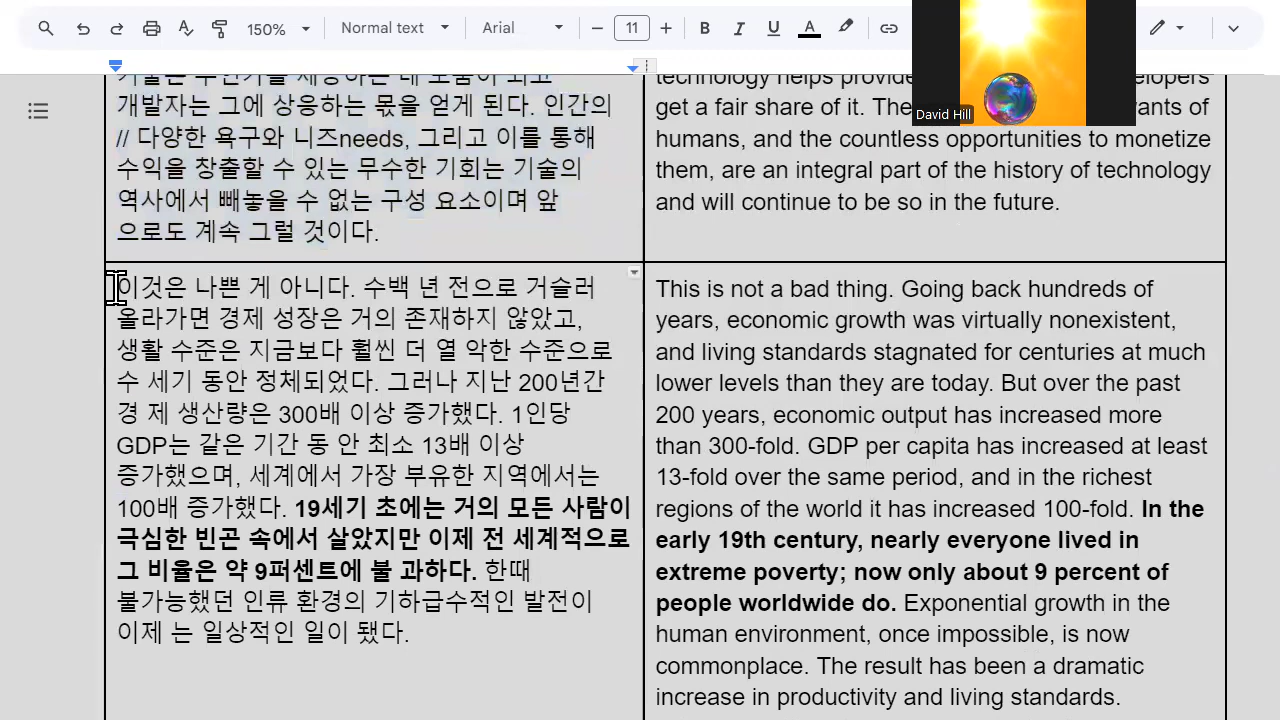 150%
Normal text
Arial
11
B
I
U
A
David Hill
기술은 주인기를 제공하는 데 도움이 되고
개발자는 그에 상응하는 몫을 얻게 된다. 인간의
// 다양한 욕구와 니즈needs, 그리고 이를 통해
수익을 창출할 수 있는 무수한 기회는 기술의
역사에서 빼놓을 수 없는 구성 요소이며 앞
으로도 계속 그럴 것이다.
technology helps provide
elopers
get a fair share of it. The
ants of
humans, and the countless opportunities to monetize
them, are an integral part of the history of technology
and will continue to be so in the future.
이것은 나쁜 게 아니다. 수백 년 전으로 거슬러
올라가면 경제 성장은 거의 존재하지 않았고,
생활 수준은 지금보다 훨씬 더 열 악한 수준으로
수 세기 동안 정체되었다. 그러나 지난 200년간
경 제 생산량은 300배 이상 증가했다. 1인당
GDP는 같은 기간 동 안 최소 13배 이상
증가했으며, 세계에서 가장 부유한 지역에서는
100배 증가했다. 19세기 초에는 거의 모든 사람이
극심한 빈곤 속에서 살았지만 이제 전 세계적으로
그 비율은 약 9퍼센트에 불 과하다. 한때
불가능했던 인류 환경의 기하급수적인 발전이
이제 는 일상적인 일이 됐다.
This is not a bad thing. Going back hundreds of
years, economic growth was virtually nonexistent,
and living standards stagnated for centuries at much
lower levels than they are today. But over the past
200 years, economic output has increased more
than 300-fold. GDP per capita has increased at least
13-fold over the same period, and in the richest
regions of the world it has increased 100-fold. In the
early 19th century, nearly everyone lived in
extreme poverty; now only about 9 percent of
people worldwide do. Exponential growth in the
human environment, once impossible, is now
commonplace. The result has been a dramatic
increase in productivity and living standards.